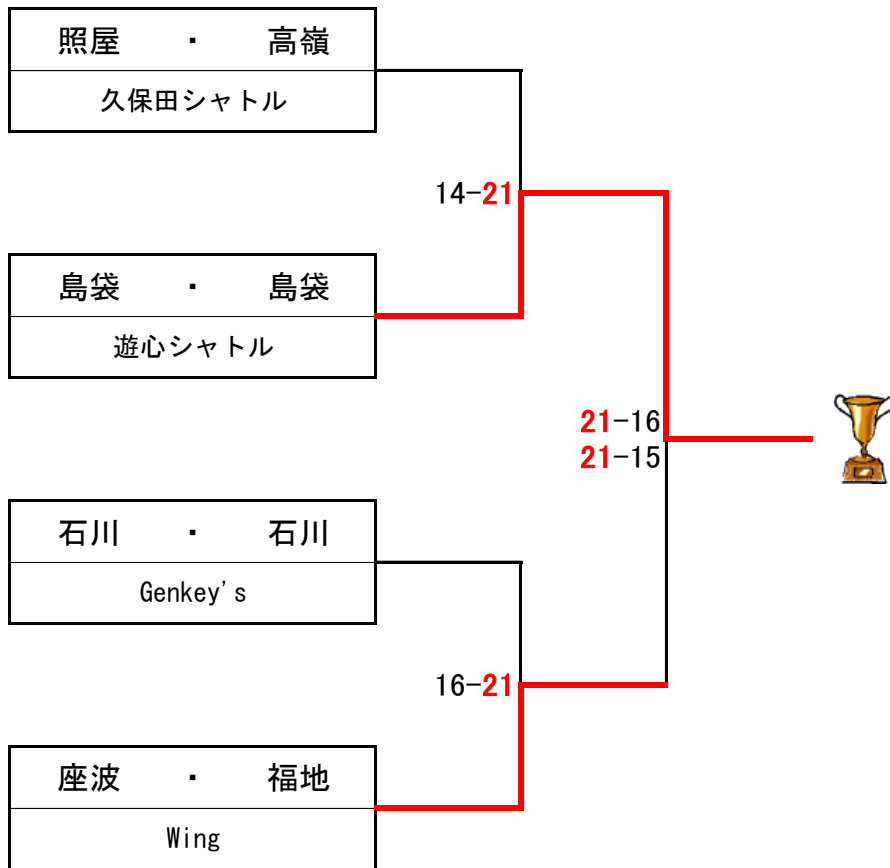 照屋 ・ 高嶺
久保田シャトル
14-21
島袋 ・ 島袋
遊心シャトル
21-16
21-15
石川 ・ 石川
Genkey's
16-21
座波 ・ 福地
Wing